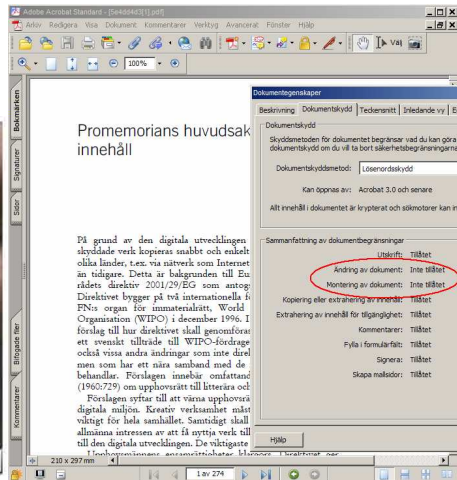 Adobe Acrobat Standard - [5e4dd4d3[1].pdf]
Arkiv Redigera Visa Dokument Kommentarer Verktyg Avancerat Fönster Hjälp
Välj
100%
Bokmärken
Signaturer
Sidor
Bifogade filer
Kommentarer
Promemorians huvudsak
innehåll
På grund av den digitala utvecklingen
skyddade verk kopieras snabbt och enkelt
olika länder, t.ex. via nätverk som Internet
än tidigare. Detta är bakgrunden till Eu
rådets direktiv 2001/29/EG som antogs
Direktivet bygger på två internationella f
FN:s organ för immaterialrätt, World
Organisation (WIPO) i december 1996. I
förslag till hur direktivet skall genomföras
ett svenskt tillträde till WIPO-fördrage
också vissa andra ändringar som inte direk
men som har ett nära samband med de
behandlar. Förslagen innebär omfattand
(1960:729) om upphovsrätt till litterära och
Förslagen syftar till att värna upphovsrä
digitala miljön. Kreativ verksamhet måst
viktigt för hela samhället. Samtidigt skall
allmänna intressen av att få nyttja verk till
till den digitala utvecklingen. De viktigaste
Upphovsmännens ensamrättigheter klargörs. Direktivet ger
210 x 297 mm
1 av 274
Dokumentegenskaper
Beskrivning Dokumentskydd Teckensnitt Inledande vy
Dokumentskydd
Skyddsmetoden för dokumentet begränsar vad du kan göra
dokumentskydd om du vill ta bort säkerhetsbegränsningarna
Dokumentskyddsmetod: Lösenordsskydd
Kan öppnas av: Acrobat 3.0 och senare
Allt innehåll i dokumentet är krypterat och sökmotorer kan in
Sammanfattning av dokumentbegränsningar
Utskrift: Tillåtet
Ändring av dokument: Inte tillåtet
Montering av dokument: Inte tillåtet
Kopiering eller extrahering av innehåll: Tillåtet
Extrahering av innehåll för tillgänglighet: Tillåtet
Kommentarer: Tillåtet
Fylla i formulärfält: Tillåtet
Signera: Tillåtet
Skapa mallsidor: Tillåtet
Hjälp